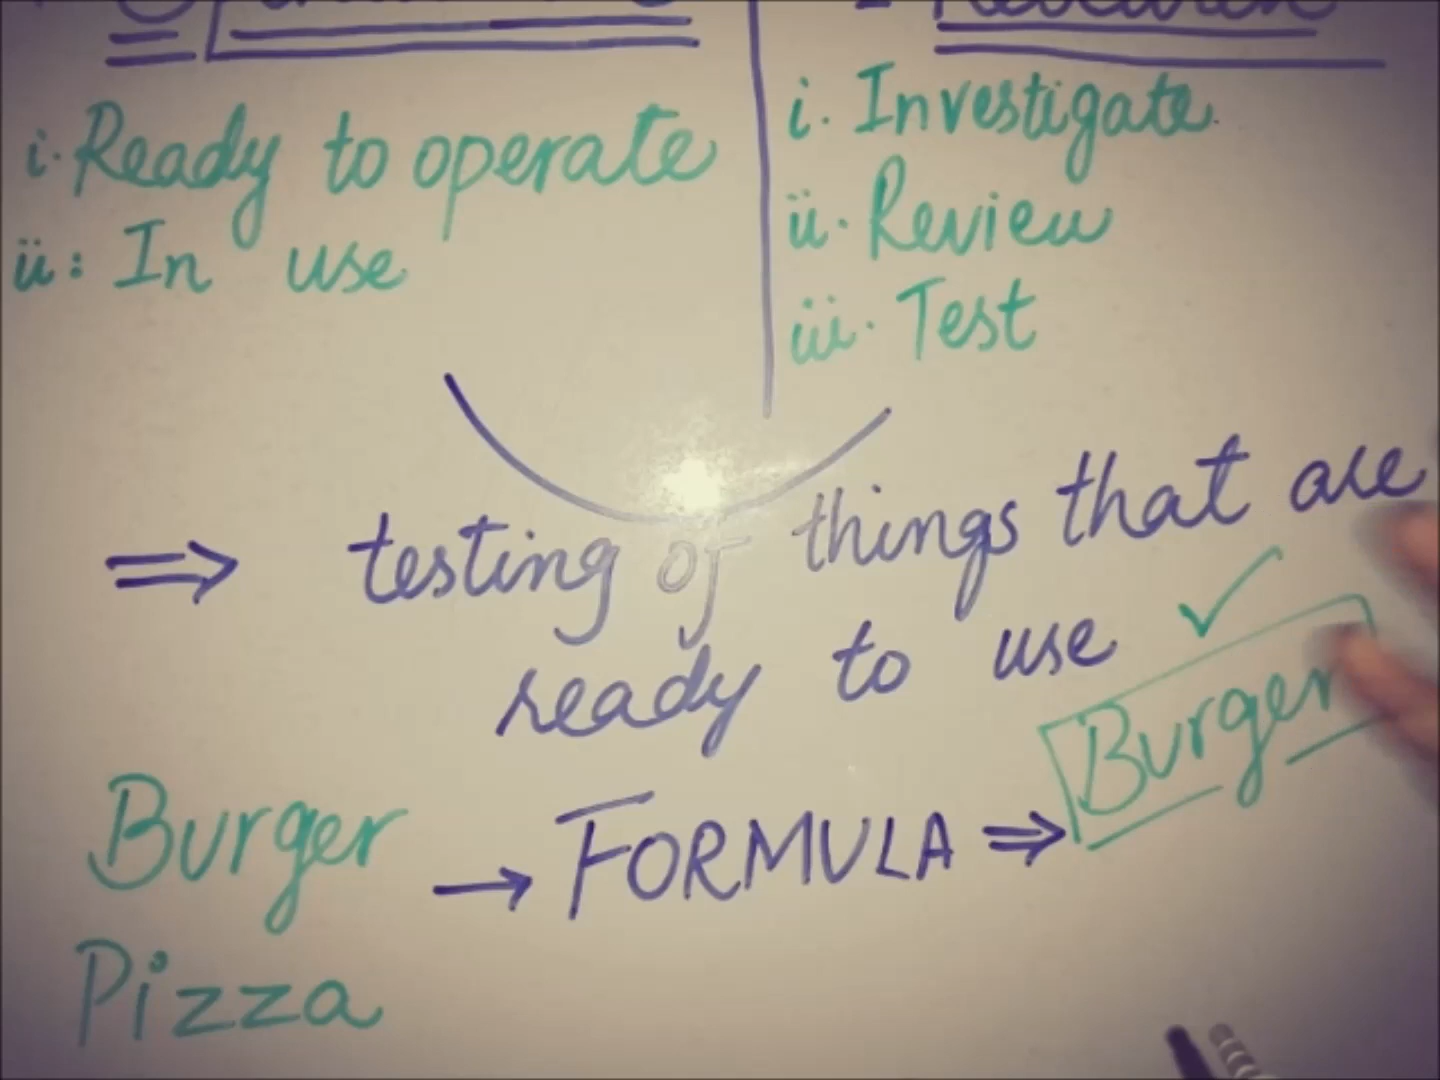 Research
i. Ready to operate
ii: In use
i. Investigate
ii. Review
iii. Test
⇒ testing of things that are
ready to use ✓
Burger → FORMULA ⇒ Burger
Pizza